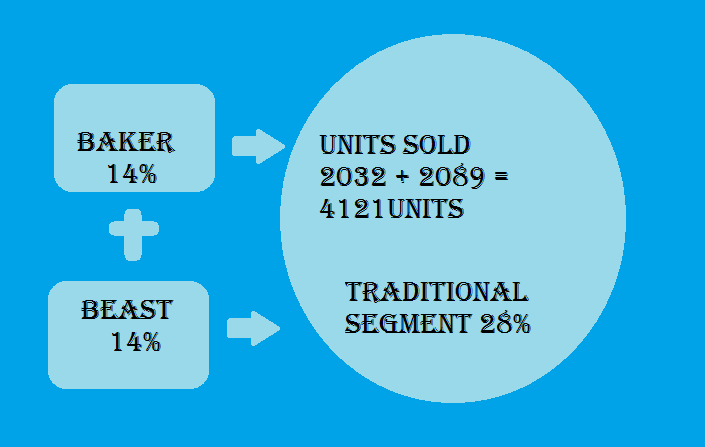 BAKER
14%
BEAST
14%
UNITS SOLD
2032 + 2089 =
4121UNITS
TRADITIONAL
SEGMENT 28%